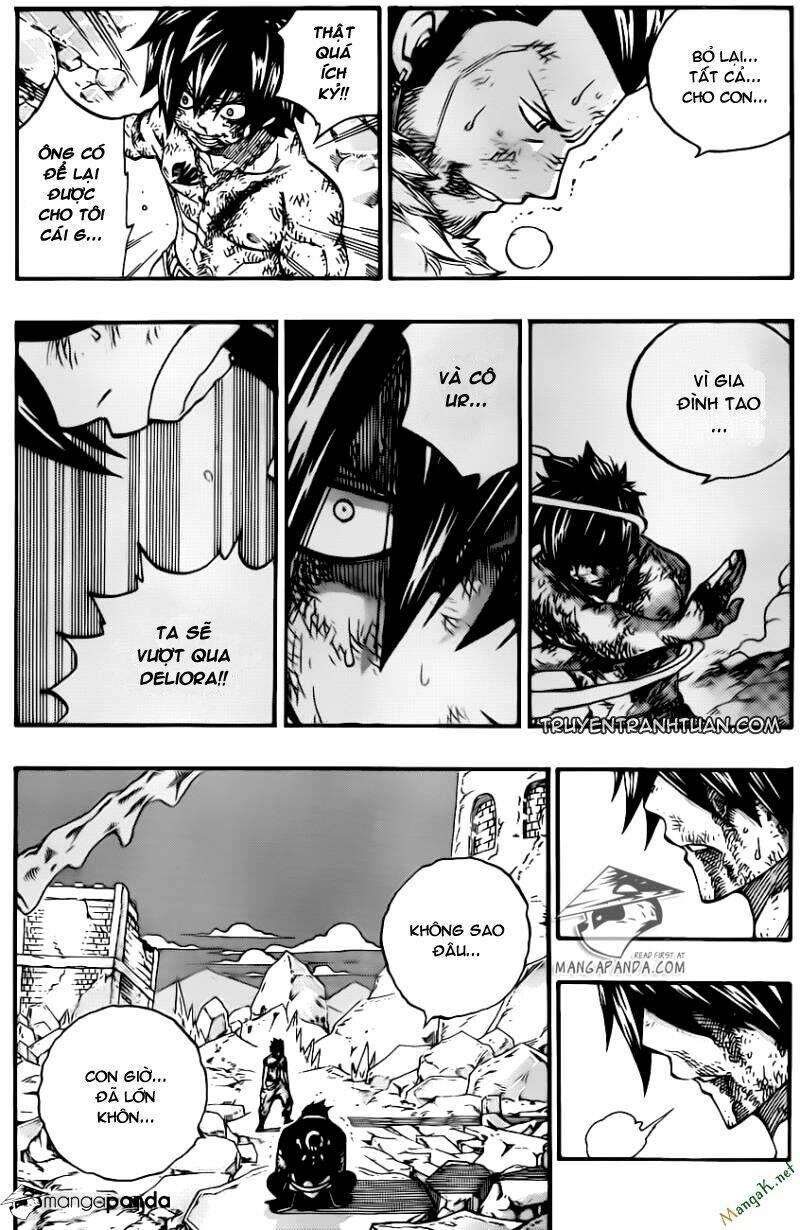 BỎ LẠI...
TẤT CẢ...
CHO CON...
THẬT
QUÁ
ÍCH
KỶ!!
ÔNG CÓ
ĐỂ LẠI
ĐƯỢC
CHO TÔI
CÁI G...
VÌ GIA
ĐÌNH TAO
...
VÀ CÔ
UR...
TA SẼ
VƯỢT QUA
DELIORA!!
TRUYENTRANHTUAN.COM
READ FIRST AT
MANGAPANDA.COM
KHÔNG SAO
ĐÂU...
CON GIỜ...
ĐÃ LỚN
KHÔN...
mangapanda
MangaK.net